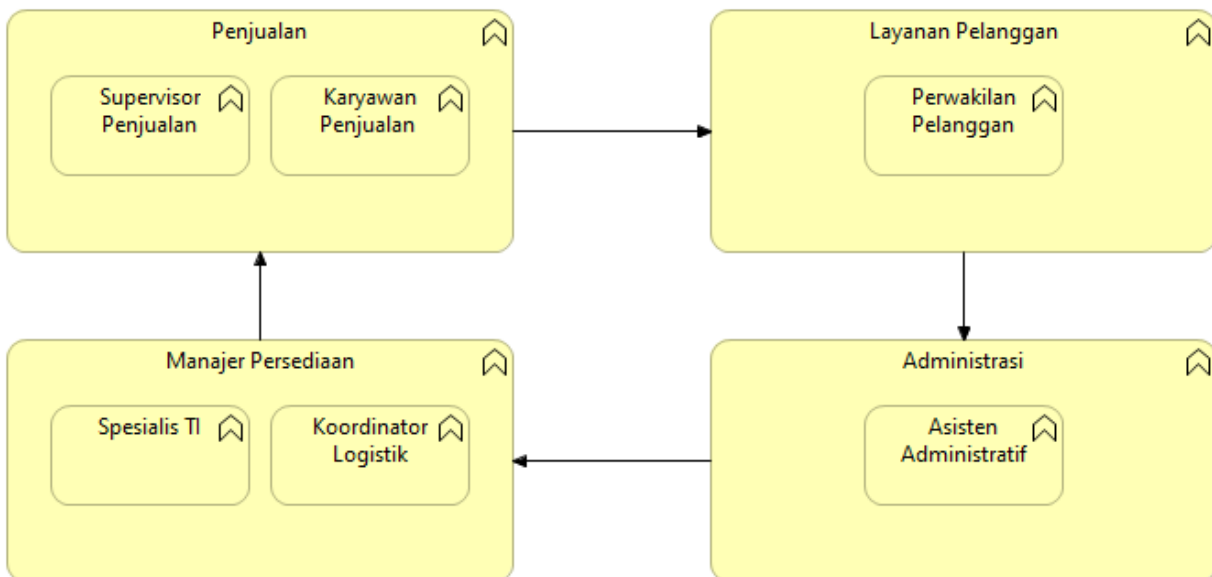 Penjualan
Supervisor
Penjualan
Karyawan
Penjualan
Layanan Pelanggan
Perwakilan
Pelanggan
Manajer Persediaan
Spesialis TI
Koordinator
Logistik
Administrasi
Asisten
Administratif